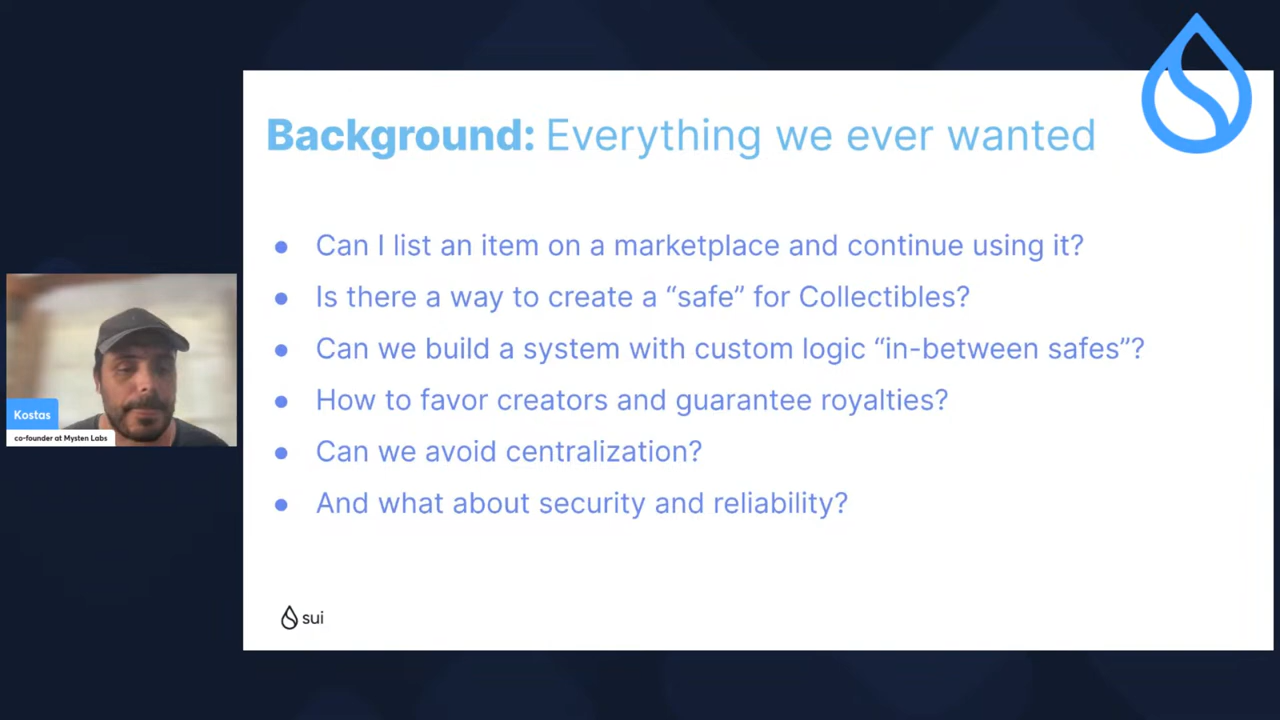 Background: Everything we ever wanted
● Can I list an item on a marketplace and continue using it?
● Is there a way to create a “safe” for Collectibles?
● Can we build a system with custom logic “in-between safes”?
● How to favor creators and guarantee royalties?
● Can we avoid centralization?
● And what about security and reliability?
Kostas
co-founder at Mysten Labs
sui